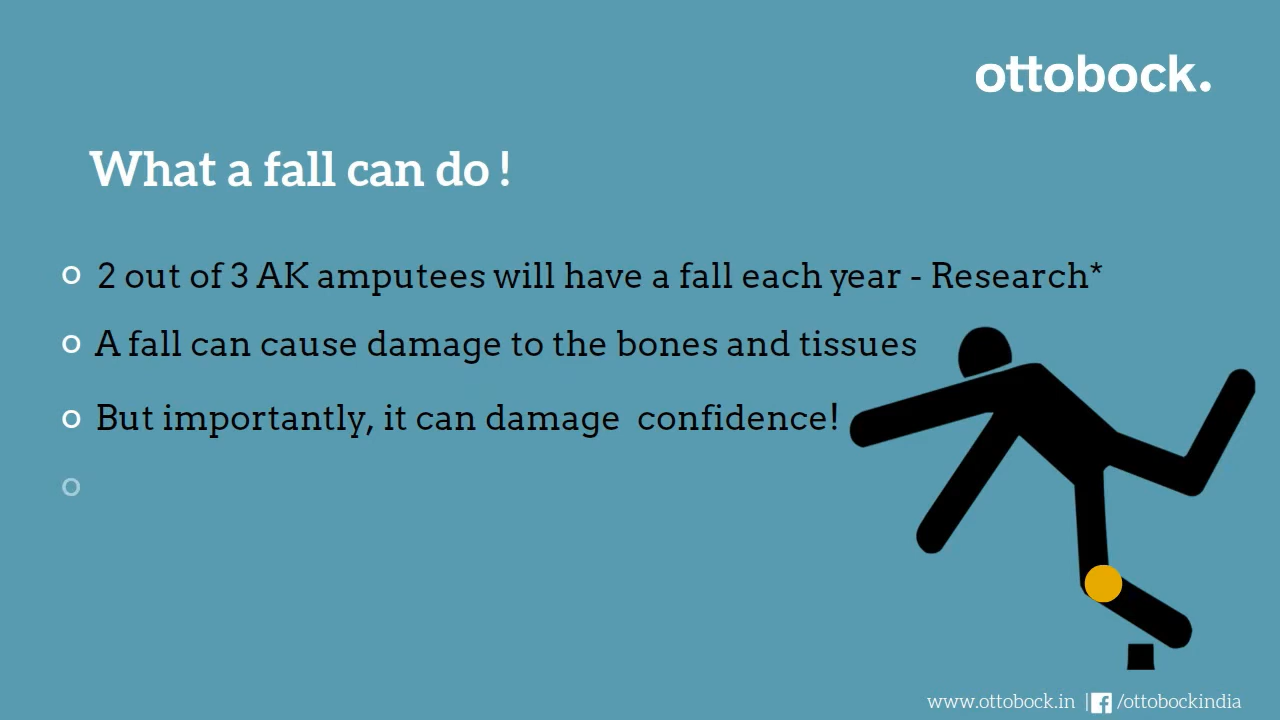 ottobock.
What a fall can do !
2 out of 3 AK amputees will have a fall each year - Research*
A fall can cause damage to the bones and tissues
But importantly, it can damage  confidence!
www.ottobock.in | /ottobockindia